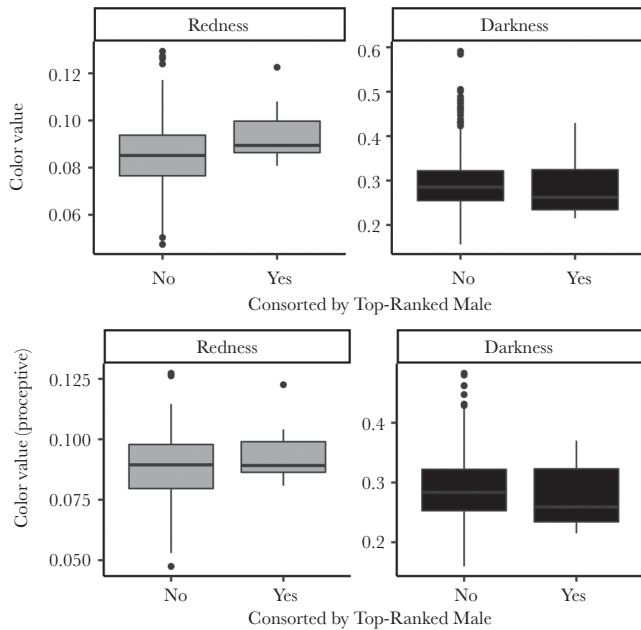 Redness Darkness
Color value
0.12
0.10
0.08
0.06
0.6
0.5
0.4
0.3
0.2
No Yes No Yes
Consorted by Top-Ranked Male
Redness Darkness
Color value (proceptive)
0.125
0.100
0.075
0.050
0.4
0.3
0.2
No Yes No Yes
Consorted by Top-Ranked Male